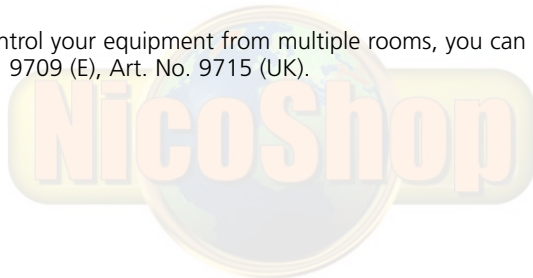 ntrol your equipment from multiple rooms, you can
9709 (E), Art. No. 9715 (UK).
NicoShop